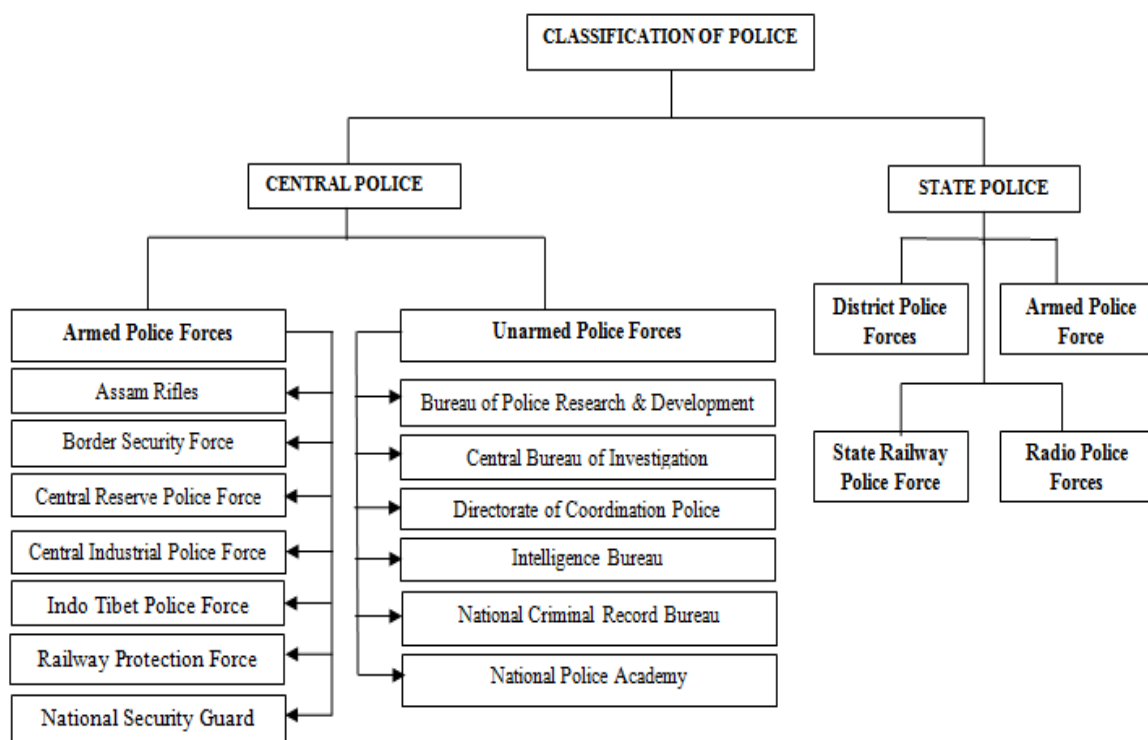 CLASSIFICATION OF POLICE
CENTRAL POLICE
STATE POLICE
Armed Police Forces
Assam Rifles
Border Security Force
Central Reserve Police Force
Central Industrial Police Force
Indo Tibet Police Force
Railway Protection Force
National Security Guard
Unarmed Police Forces
Bureau of Police Research & Development
Central Bureau of Investigation
Directorate of Coordination Police
Intelligence Bureau
National Criminal Record Bureau
National Police Academy
District Police
Forces
Armed Police
Force
State Railway
Police Force
Radio Police
Forces